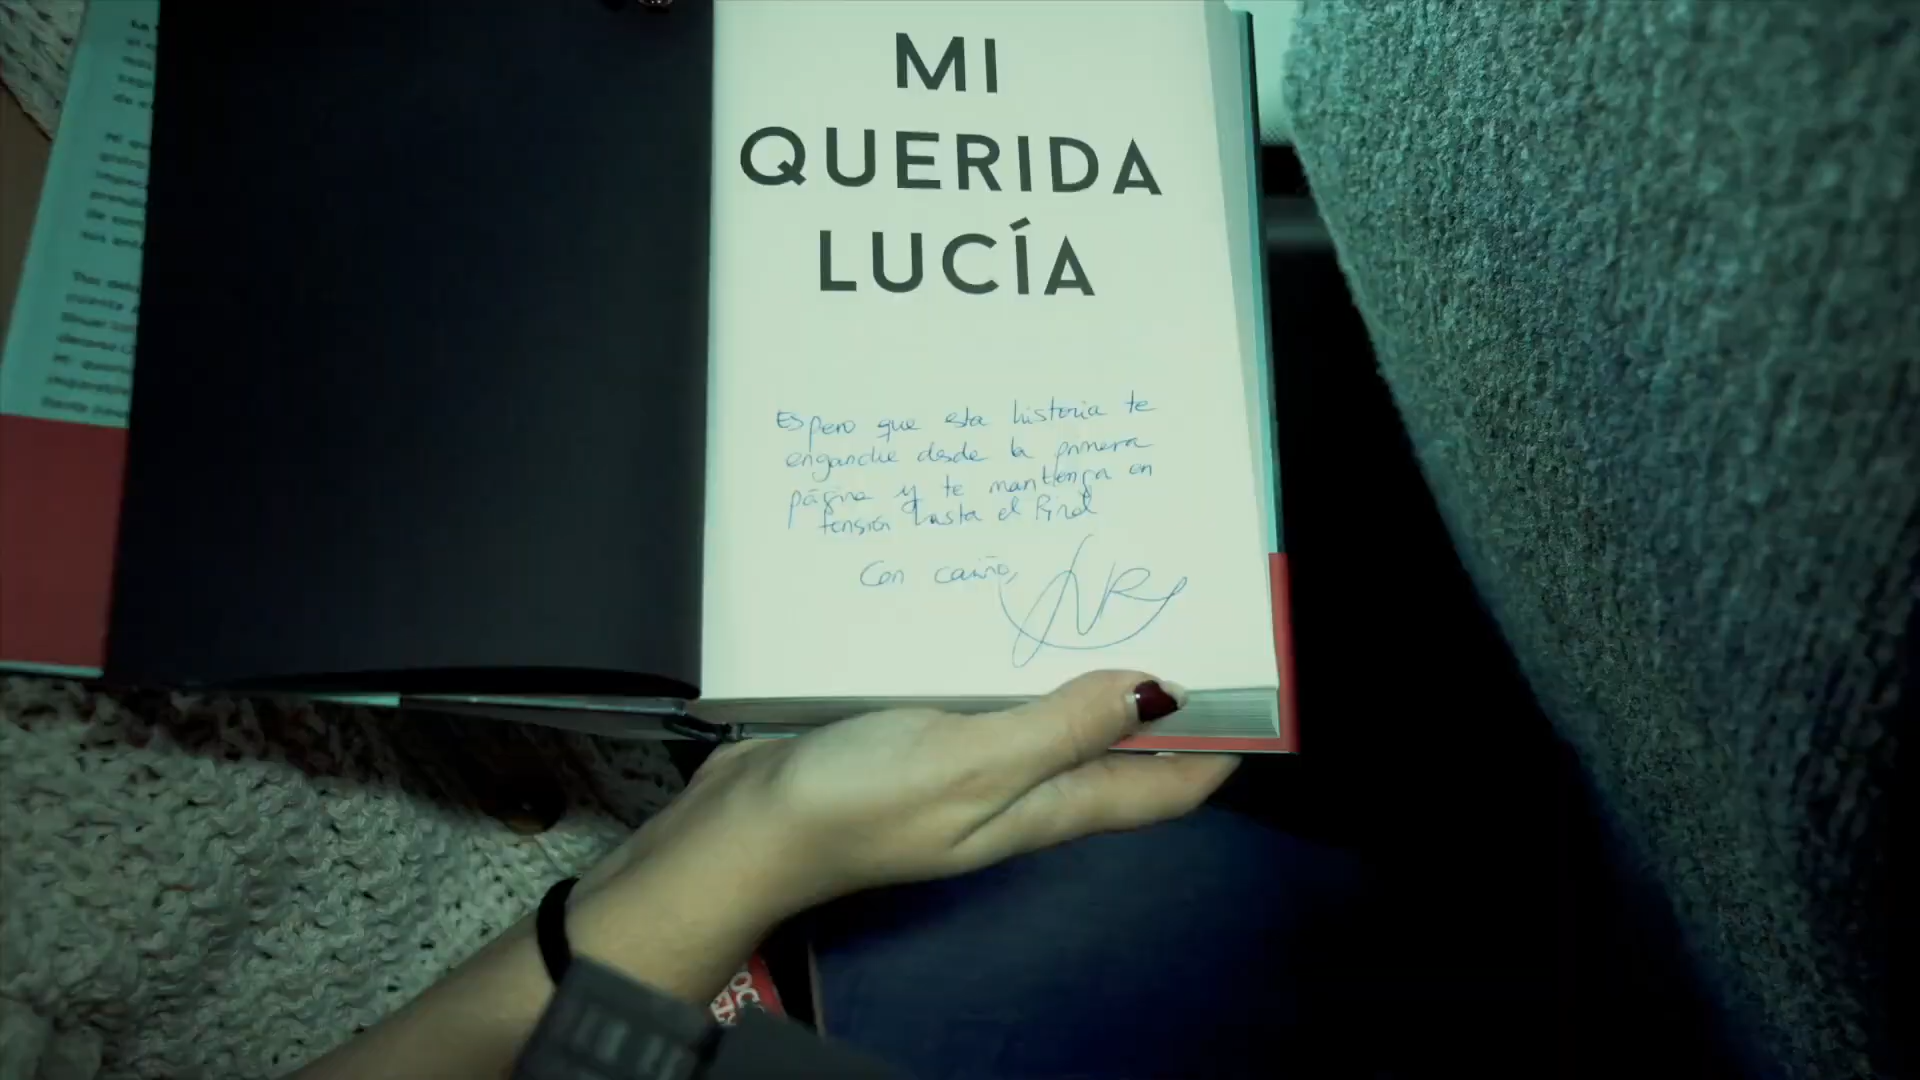 MI
QUERIDA
LUCÍA
Espero que esta historia te
enganche desde la primera
página y te mantenga en
tensión hasta el final
Con cariño,